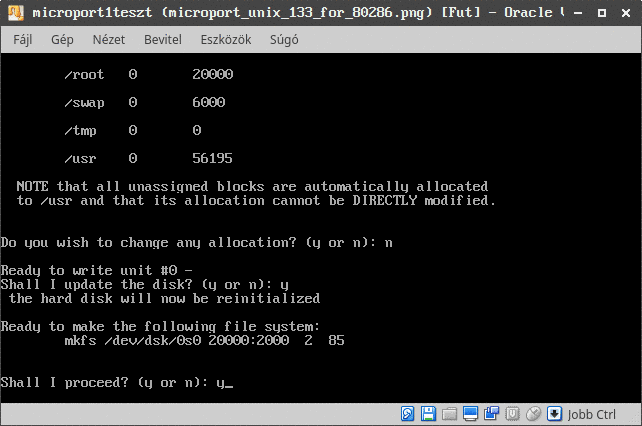 microport1teszt (microport_unix_133_for_80286.png) [Fut] - Oracle
Fájl Gép Nézet Bevitel Eszközök Súgó
/root 0 20000
/swap 0 6000
/tmp 0 0
/usr 0 56195
NOTE that all unassigned blocks are automatically allocated
to /usr and that its allocation cannot be DIRECTLY modified.
Do you wish to change any allocation? (y or n): n
Ready to write unit #0 -
Shall I update the disk? (y or n): y
the hard disk will now be reinitialized
Ready to make the following file system:
mkfs /dev/dsk/0s0 20000:2000 2 85
Shall I proceed? (y or n): y_
Jobb Ctrl